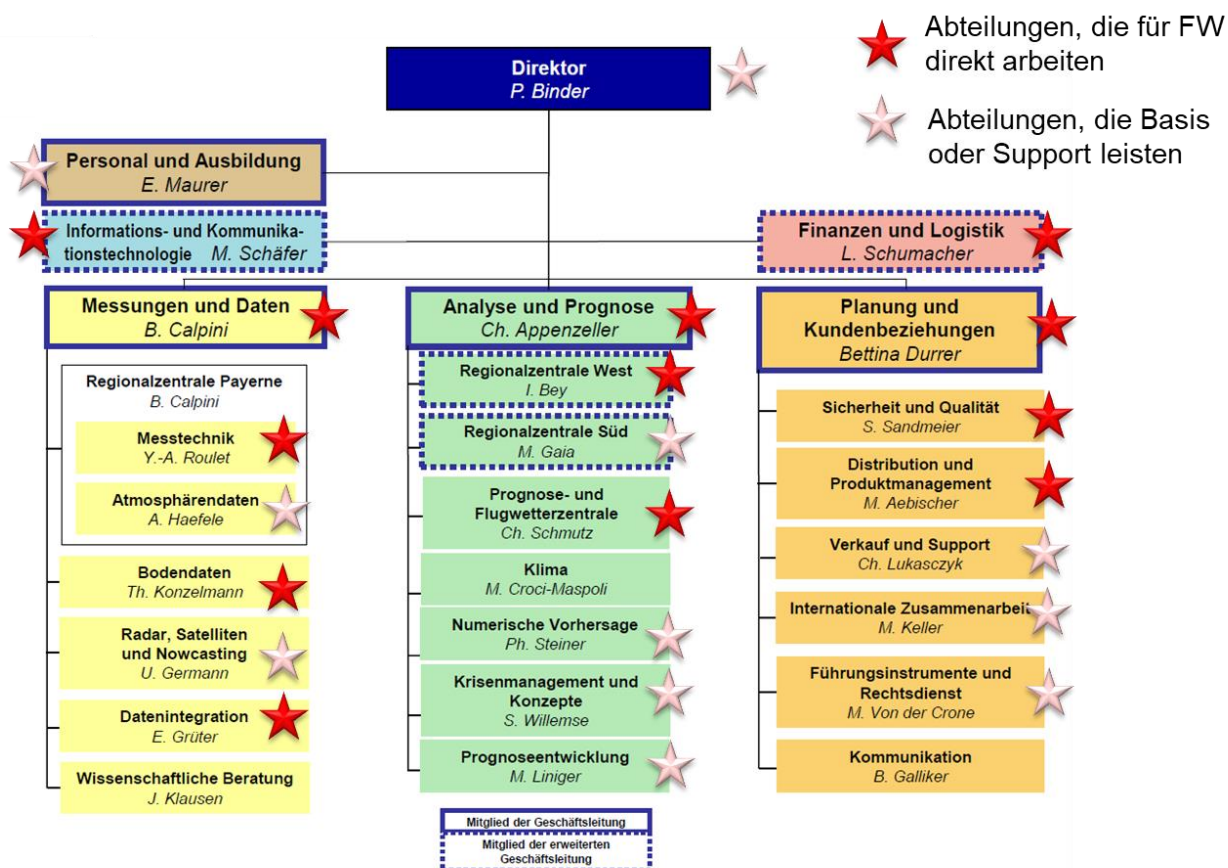 Abteilungen, die für FW
direkt arbeiten
Abteilungen, die Basis
oder Support leisten
Direktor
P. Binder
Personal und Ausbildung
E. Maurer
Informations- und Kommunika-
tionstechnologie M. Schäfer
Finanzen und Logistik
L. Schumacher
Messungen und Daten
B. Calpini
Regionalzentrale Payerne
B. Calpini
Messtechnik
Y.-A. Roulet
Atmosphärendaten
A. Haefele
Bodendaten
Th. Konzelmann
Radar, Satelliten
und Nowcasting
U. Germann
Datenintegration
E. Grüter
Wissenschaftliche Beratung
J. Klausen
Analyse und Prognose
Ch. Appenzeller
Regionalzentrale West
I. Bey
Regionalzentrale Süd
M. Gaia
Prognose- und
Flugwetterzentrale
Ch. Schmutz
Klima
M. Croci-Maspoli
Numerische Vorhersage
Ph. Steiner
Krisenmanagement und
Konzepte
S. Willemse
Prognoseentwicklung
M. Liniger
Planung und
Kundenbeziehungen
Bettina Durrer
Sicherheit und Qualität
S. Sandmeier
Distribution und
Produktmanagement
M. Aebischer
Verkauf und Support
Ch. Lukasczyk
Internationale Zusammenarbeit
M. Keller
Führungsinstrumente und
Rechtsdienst
M. Von der Crone
Kommunikation
B. Galliker
Mitglied der Geschäftsleitung
Mitglied der erweiterten
Geschäftsleitung